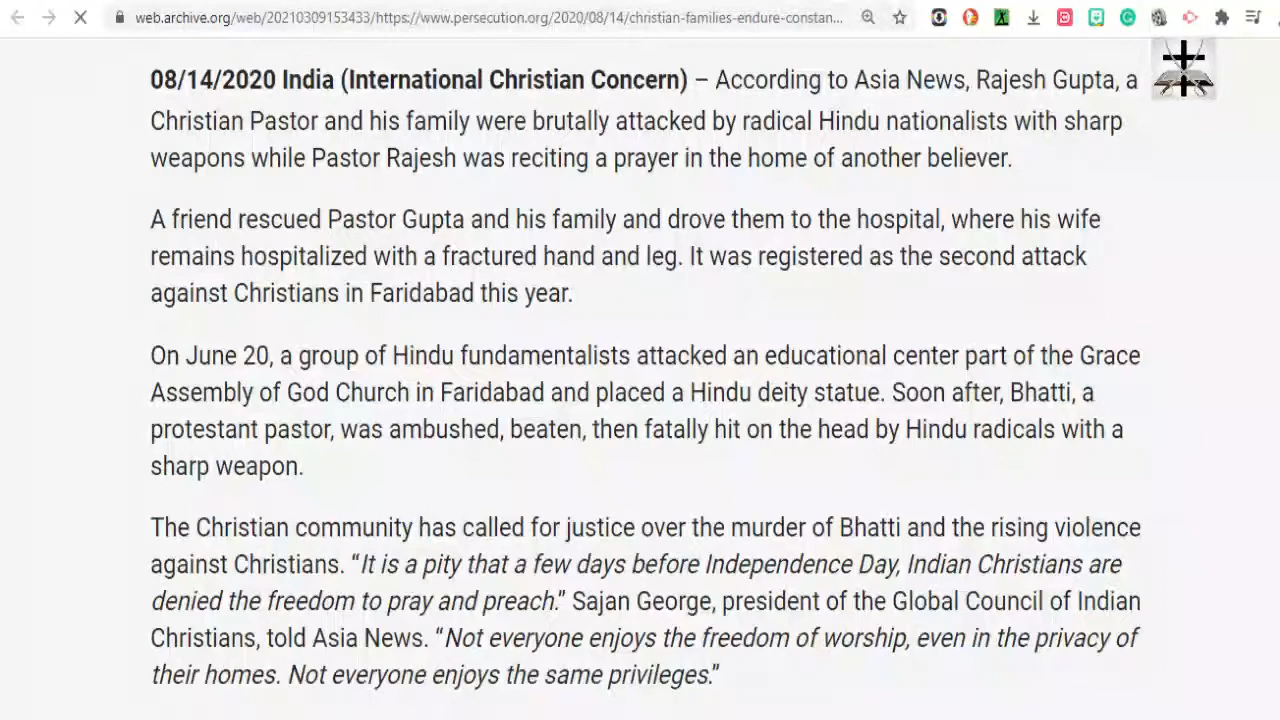 web.archive.org/web/20210309153433/https://www.persecution.org/2020/08/14/christian-families-endure-constan...
08/14/2020 India (International Christian Concern) – According to Asia News, Rajesh Gupta, a
Christian Pastor and his family were brutally attacked by radical Hindu nationalists with sharp
weapons while Pastor Rajesh was reciting a prayer in the home of another believer.
A friend rescued Pastor Gupta and his family and drove them to the hospital, where his wife
remains hospitalized with a fractured hand and leg. It was registered as the second attack
against Christians in Faridabad this year.
On June 20, a group of Hindu fundamentalists attacked an educational center part of the Grace
Assembly of God Church in Faridabad and placed a Hindu deity statue. Soon after, Bhatti, a
protestant pastor, was ambushed, beaten, then fatally hit on the head by Hindu radicals with a
sharp weapon.
The Christian community has called for justice over the murder of Bhatti and the rising violence
against Christians. “It is a pity that a few days before Independence Day, Indian Christians are
denied the freedom to pray and preach.” Sajan George, president of the Global Council of Indian
Christians, told Asia News. “Not everyone enjoys the freedom of worship, even in the privacy of
their homes. Not everyone enjoys the same privileges.”